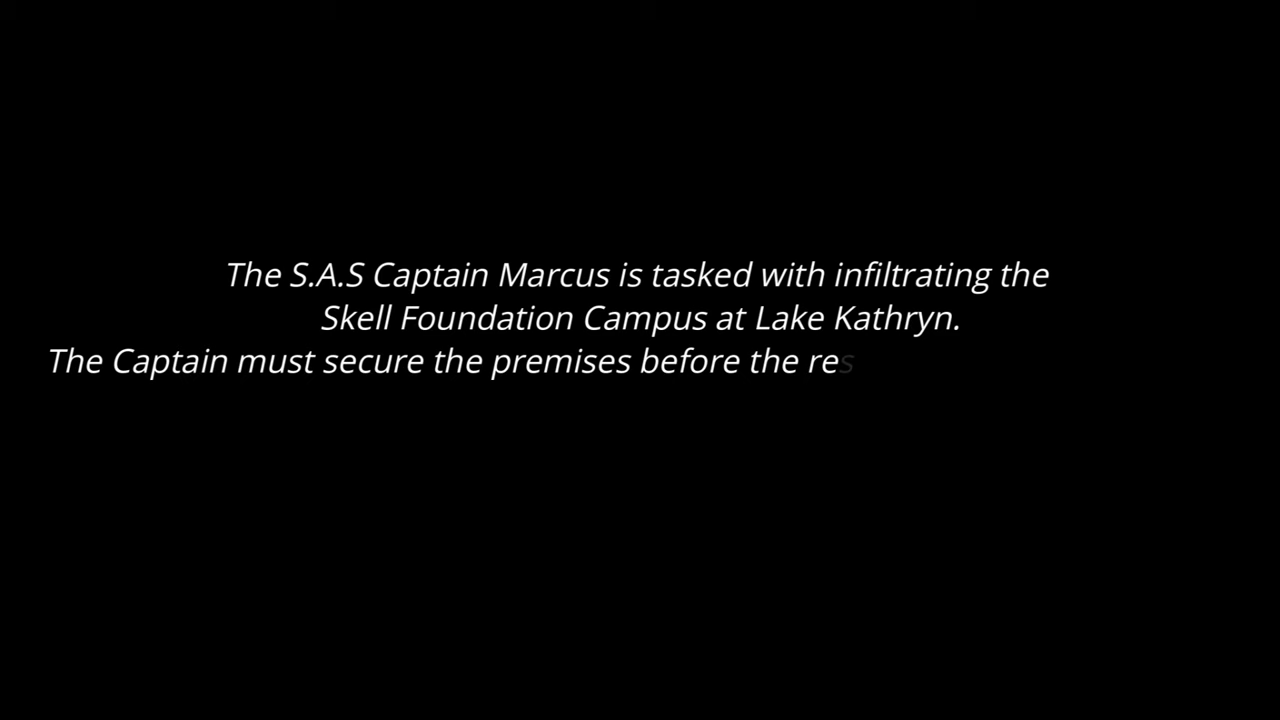 The S.A.S Captain Marcus is tasked with infiltrating the
Skell Foundation Campus at Lake Kathryn.
The Captain must secure the premises before the res